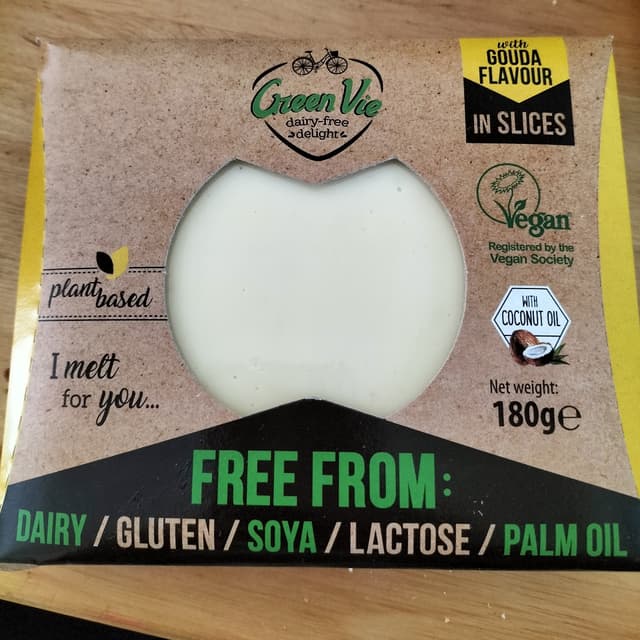 Green Vie
dairy-free
delight
with
GOUDA
FLAVOUR
IN SLICES
Vegan
Registered by the
Vegan Society
plant based
WITH
COCONUT OIL
I melt
for you...
Net weight:
180g℮
FREE FROM:
DAIRY / GLUTEN / SOYA / LACTOSE / PALM OIL